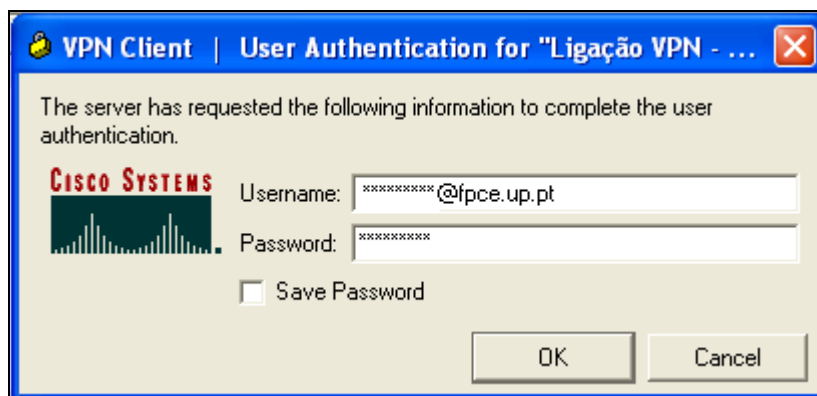 VPN Client | User Authentication for "Ligação VPN - ...
The server has requested the following information to complete the user
authentication.
CISCO SYSTEMS
Username: *********@fpce.up.pt
Password: *********
Save Password
OK Cancel